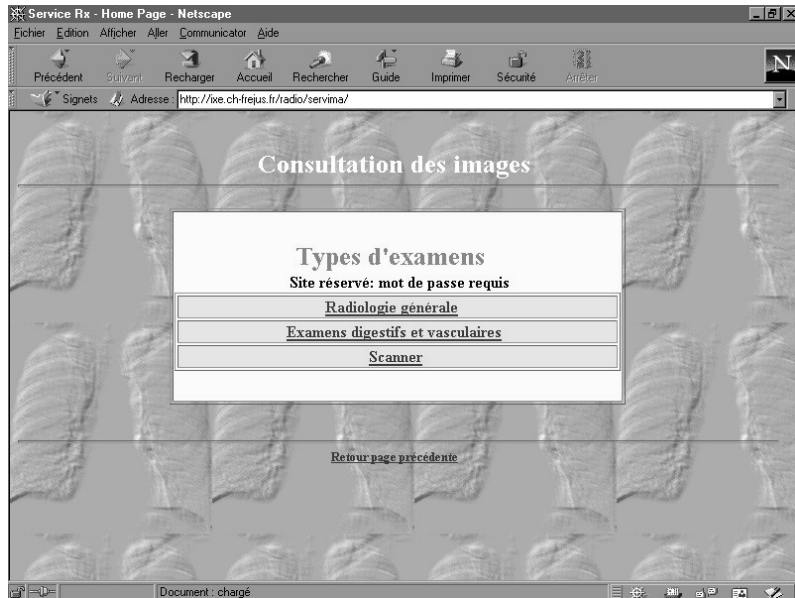 Service Rx - Home Page - Netscape
Fichier Edition Afficher Aller Communicator Aide
Précédent Suivant Recharger Accueil Rechercher Guide Imprimer Sécurité Arrêter
N
Signets Adresse : http://ixe.ch-frejus.fr/radio/servima/
Consultation des images
Types d'examens
Site réservé: mot de passe requis
Radiologie générale
Examens digestifs et vasculaires
Scanner
Retour page précédente
Document : chargé